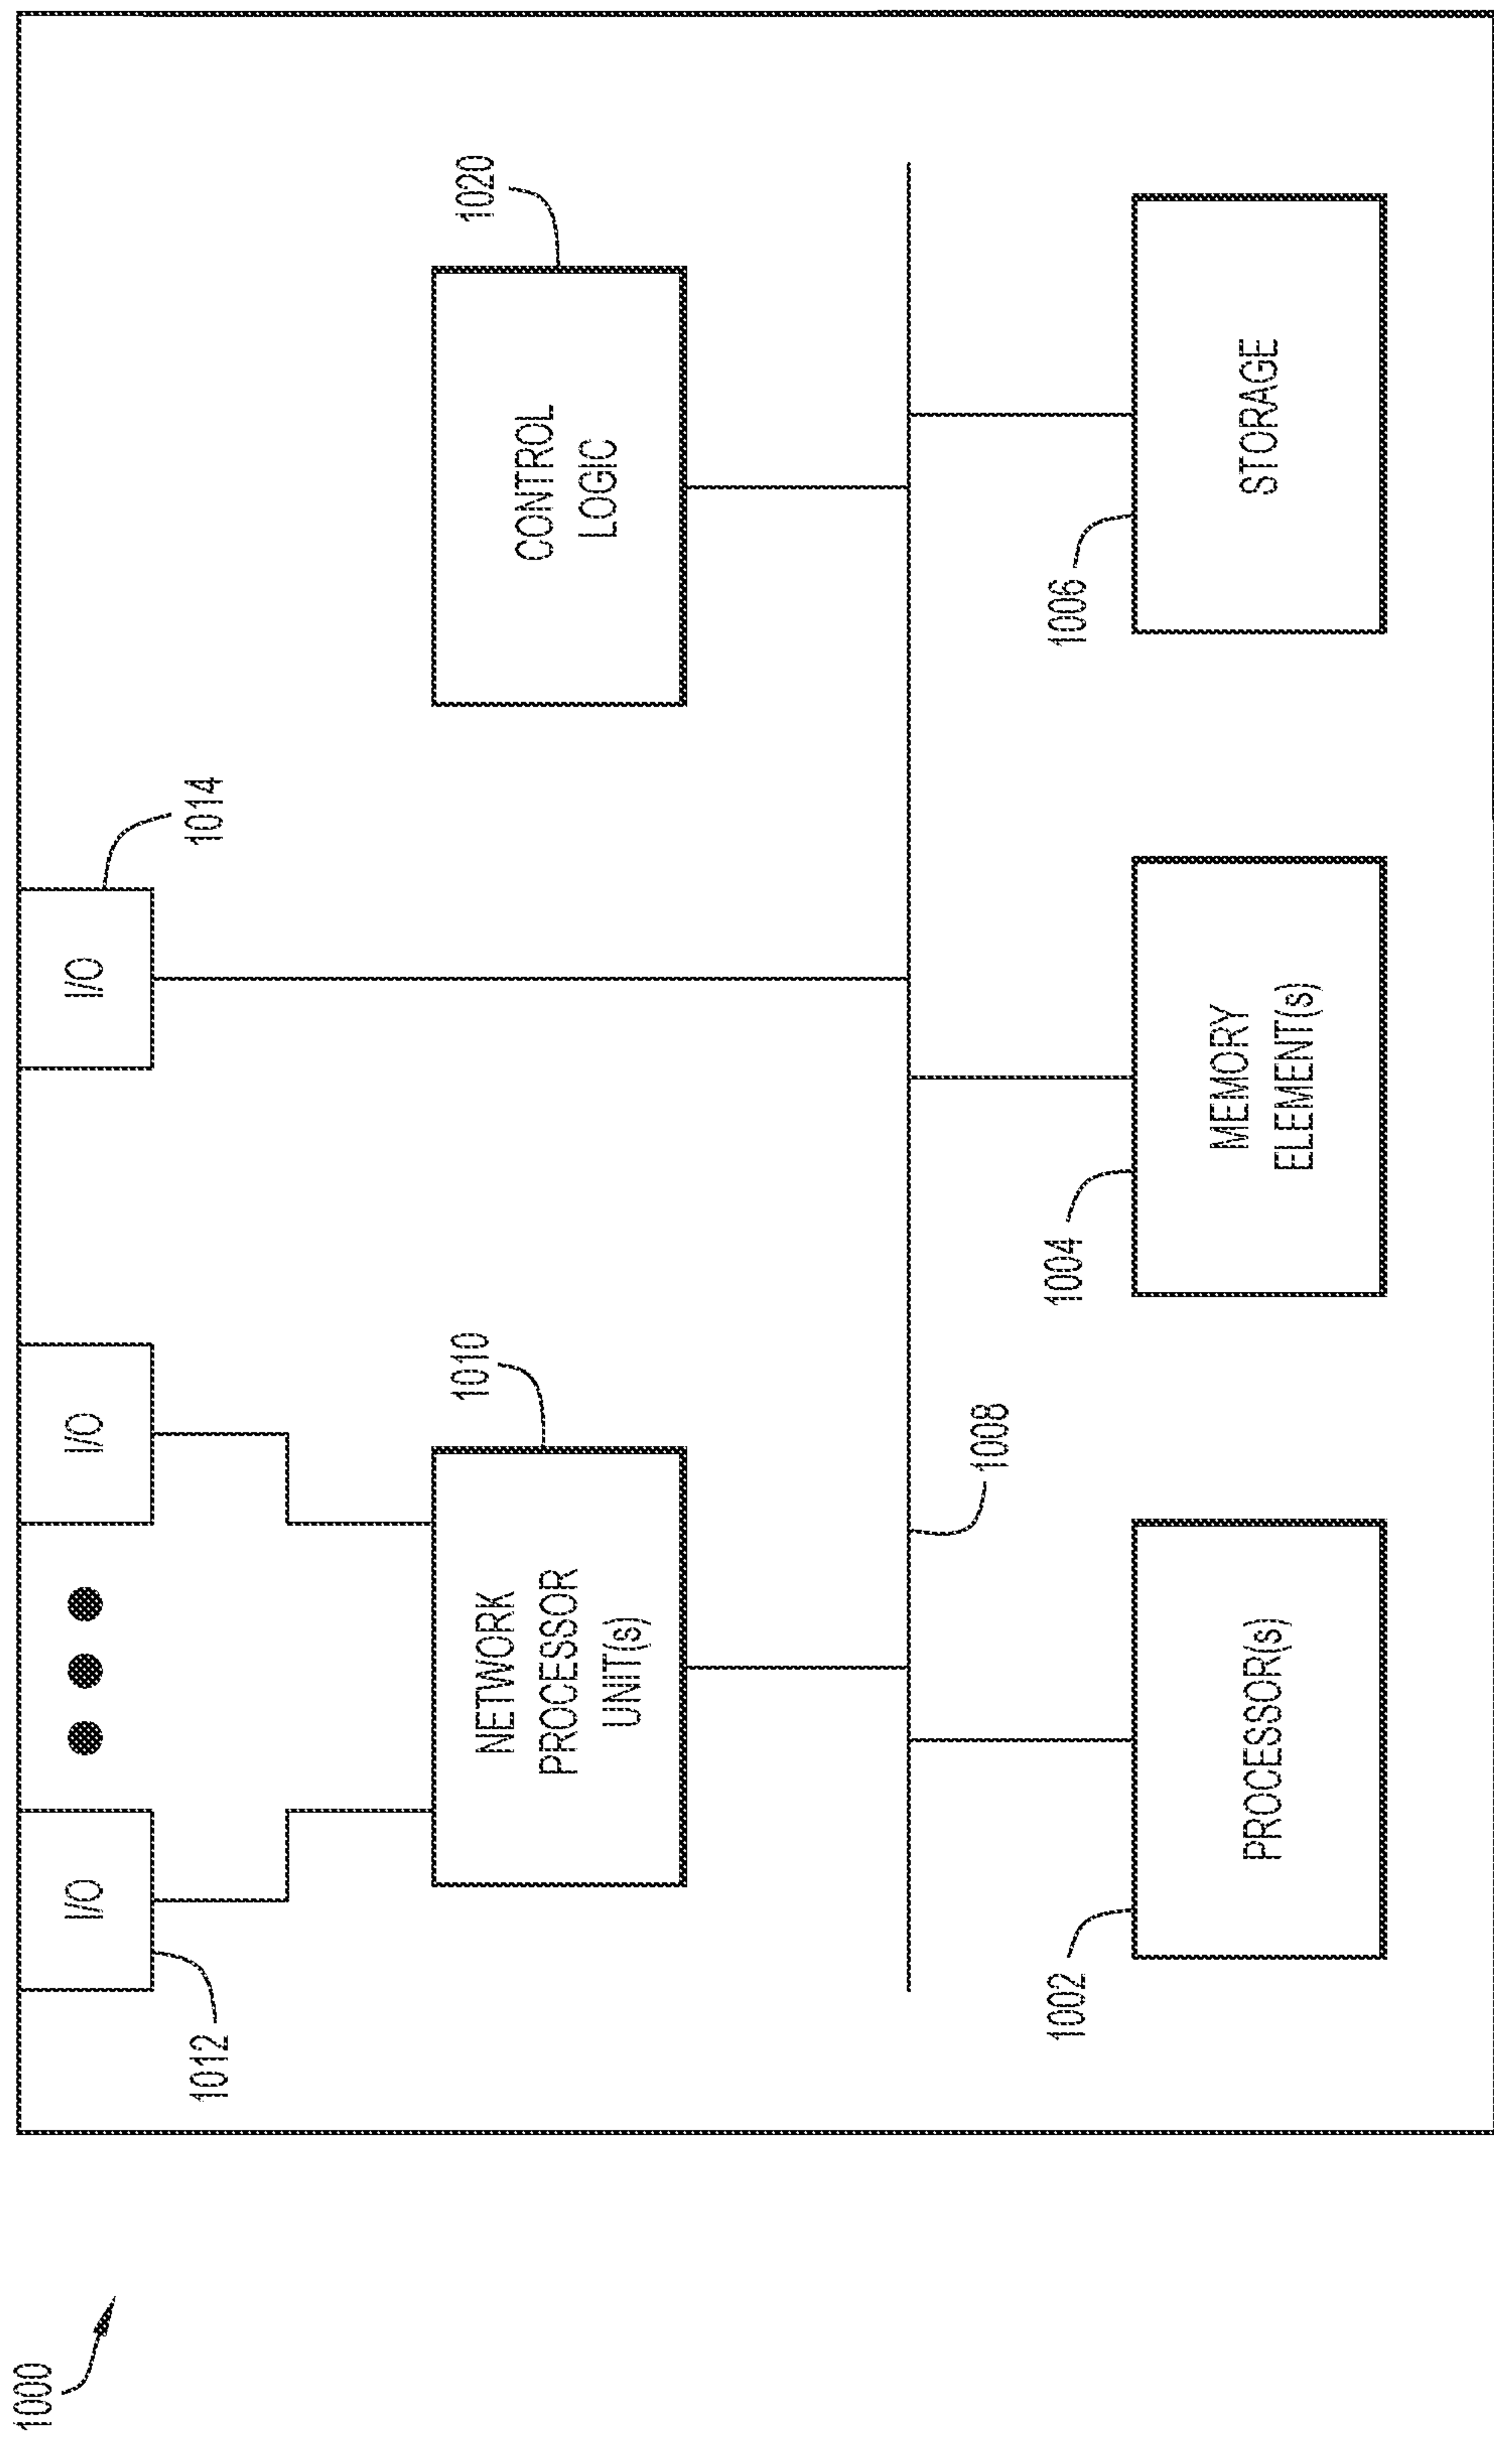 1000
1012
I/O
I/O
I/O
1014
NETWORK
PROCESSOR
UNIT(s)
1010
CONTROL
LOGIC
1020
1008
1002
PROCESSOR(s)
1004
MEMORY
ELEMENT(s)
1006
STORAGE